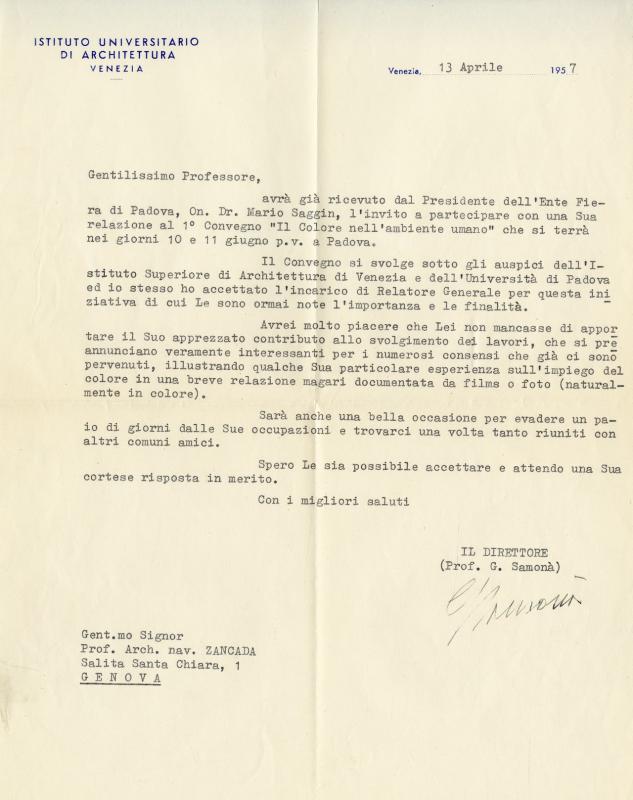 ISTITUTO UNIVERSITARIO
DI ARCHITETTURA
VENEZIA
Venezia, 13 Aprile 1957
Gentilissimo Professore,
avrà già ricevuto dal Presidente dell'Ente Fie-
ra di Padova, On. Dr. Mario Saggin, l'invito a partecipare con una Sua
relazione al 1° Convegno "Il Colore nell'ambiente umano" che si terrà
nei giorni 10 e 11 giugno p.v. a Padova.
Il Convegno si svolge sotto gli auspici dell'I-
stituto Superiore di Architettura di Venezia e dell'Università di Padova
ed io stesso ho accettato l'incarico di Relatore Generale per questa ini
ziativa di cui Le sono ormai note l'importanza e le finalità.
Avrei molto piacere che Lei non mancasse di appor
tare il Suo apprezzato contributo allo svolgimento dei lavori, che si pre
annunciano veramente interessanti per i numerosi consensi che già ci sono
pervenuti, illustrando qualche Sua particolare esperienza sull'impiego del
colore in una breve relazione magari documentata da films o foto (natural-
mente in colore).
Sarà anche una bella occasione per evadere un pa-
io di giorni dalle Sue occupazioni e trovarci una volta tanto riuniti con
altri comuni amici.
Spero Le sia possibile accettare e attendo una Sua
cortese risposta in merito.
Con i migliori saluti
IL DIRETTORE
(Prof. G. Samonà)
G Samonà
Gent.mo Signor
Prof. Arch. nav. ZANCADA
Salita Santa Chiara, 1
G E N O V A